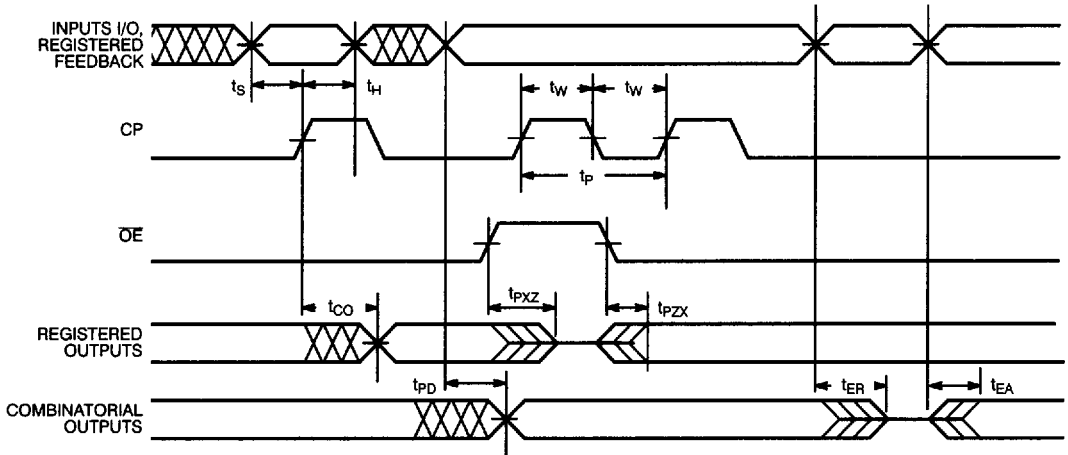 INPUTS I/O,
REGISTERED
FEEDBACK
tS
tH
tW
tW
CP
tP
OE
tCO
tPXZ
tPZX
REGISTERED
OUTPUTS
tPD
tER
tEA
COMBINATORIAL
OUTPUTS